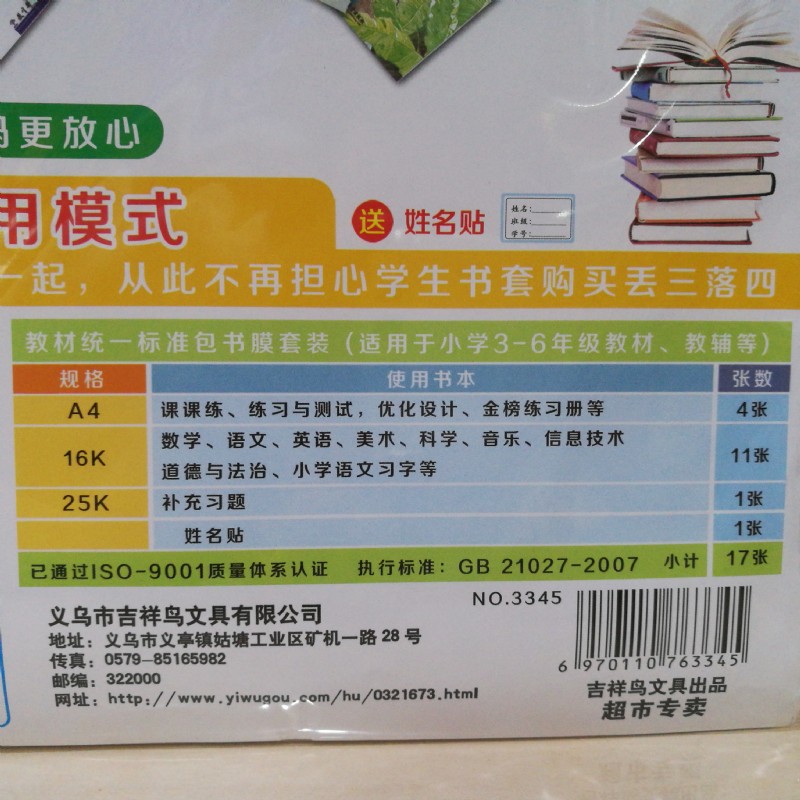 更放心
用模式
送 姓名贴
姓名：
班级：
学号：
一起，从此不再担心学生书套购买丢三落四
教材统一标准包书膜套装（适用于小学3-6年级教材、教辅等）
规格 使用书本 张数
A4 课课练、练习与测试，优化设计、金榜练习册等 4张
16K 数学、语文、英语、美术、科学、音乐、信息技术 11张
道德与法治、小学语文习字等
25K 补充习题 1张
姓名贴 1张
已通过ISO-9001质量体系认证 执行标准：GB 21027-2007 小计 17张
NO.3345
义乌市吉祥鸟文具有限公司
地址：义乌市义亭镇姑塘工业区矿机一路28号
传真：0579-85165982
邮编：322000
网址：http://www.yiwugou.com/hu/0321673.html
6 970110 763345
吉祥鸟文具出品
超市专卖